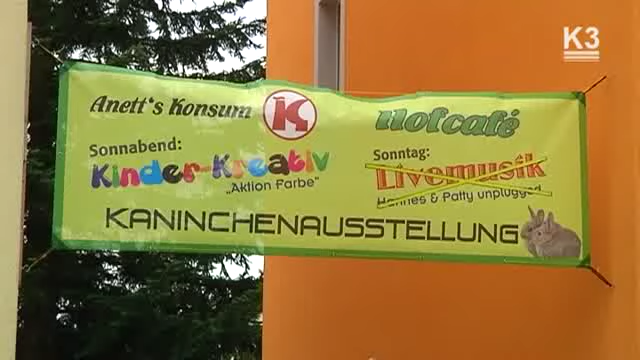 K3
Anett's Konsum K Hofcafé
Sonnabend:
Kinder-Kreativ
„Aktion Farbe"
Sonntag:
Livemusik
Hannes & Patty unplugged
KANINCHENAUSSTELLUNG